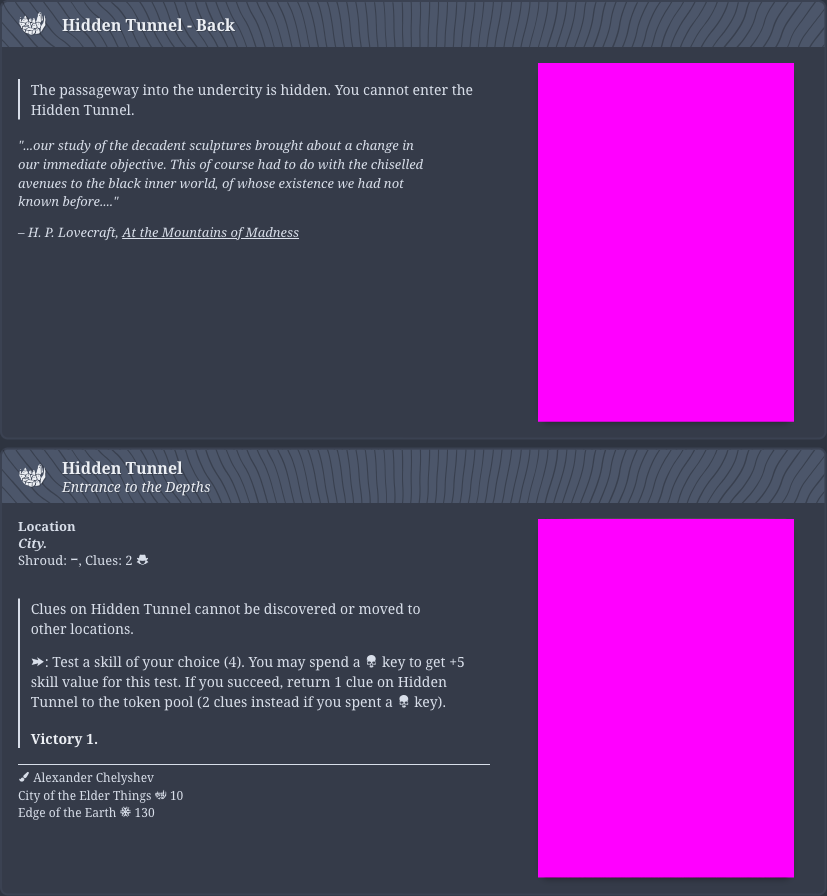 Hidden Tunnel - Back
The passageway into the undercity is hidden. You cannot enter the
Hidden Tunnel.
"...our study of the decadent sculptures brought about a change in
our immediate objective. This of course had to do with the chiselled
avenues to the black inner world, of whose existence we had not
known before...."
– H. P. Lovecraft, At the Mountains of Madness
Hidden Tunnel
Entrance to the Depths
Location
City.
Shroud: –, Clues: 2
Clues on Hidden Tunnel cannot be discovered or moved to
other locations.
: Test a skill of your choice (4). You may spend a key to get +5
skill value for this test. If you succeed, return 1 clue on Hidden
Tunnel to the token pool (2 clues instead if you spent a key).
Victory 1.
Alexander Chelyshev
City of the Elder Things 10
Edge of the Earth 130